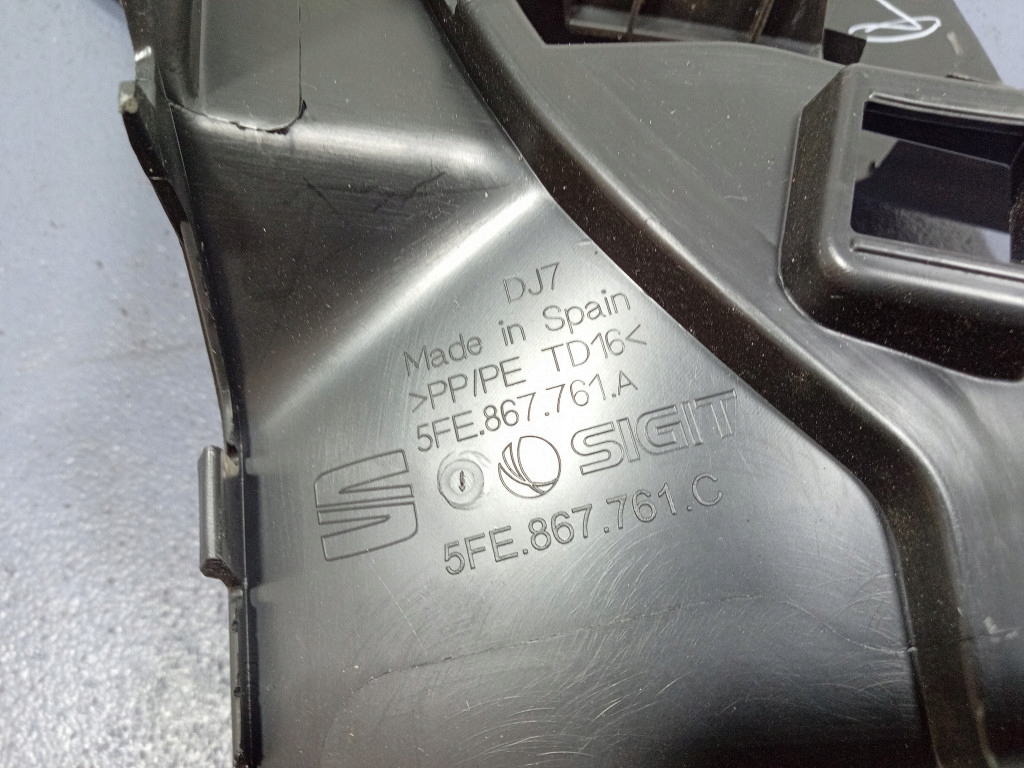 DJ7
Made in Spain
>PP/PE TD16<
5FE.867.761.A
SIGIT
5FE.867.761.C